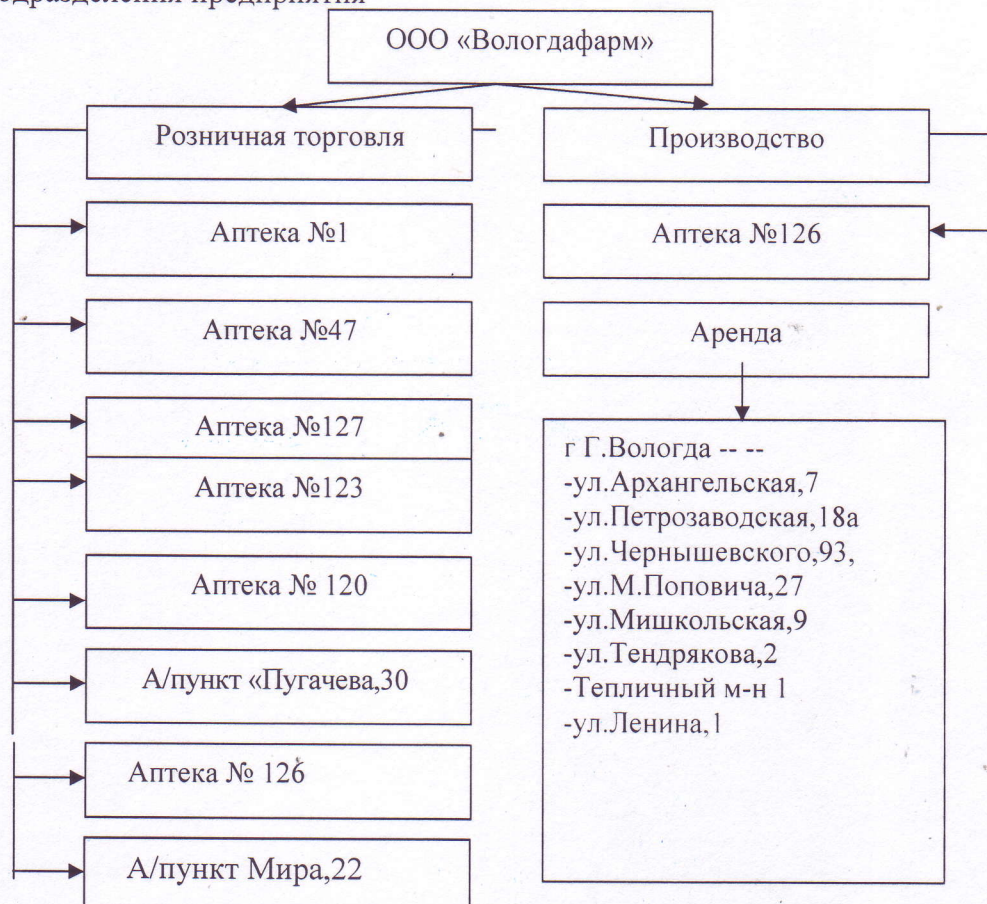 одразделения предприятия
ООО «Вологдафарм»
Розничная торговля
Производство
Аптека №1
Аптека №126
Аптека №47
Аренда
Аптека №127
Аптека №123
Аптека № 120
А/пункт «Пугачева,30
Аптека № 126
А/пункт Мира,22
г Г.Вологда -- --
-ул.Архангельская,7
-ул.Петрозаводская,18а
-ул.Чернышевского,93,
-ул.М.Поповича,27
-ул.Мишкольская,9
-ул.Тендрякова,2
-Тепличный м-н 1
-ул.Ленина,1